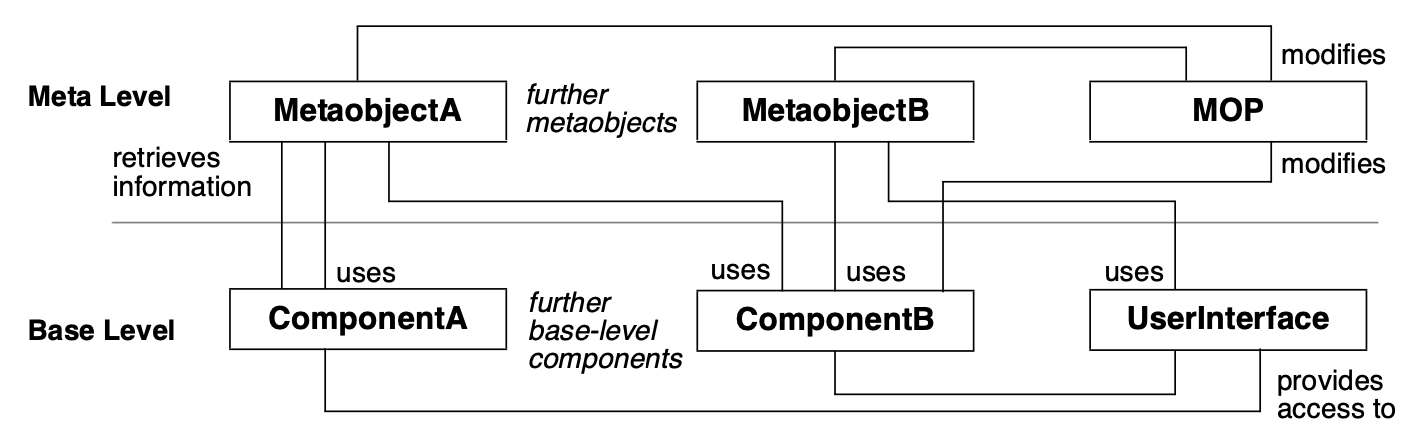 modifies
Meta Level
MetaobjectA
further
metaobjects
MetaobjectB
MOP
retrieves
information
modifies
uses
uses
uses
uses
Base Level
ComponentA
further
base-level
components
ComponentB
UserInterface
provides
access to